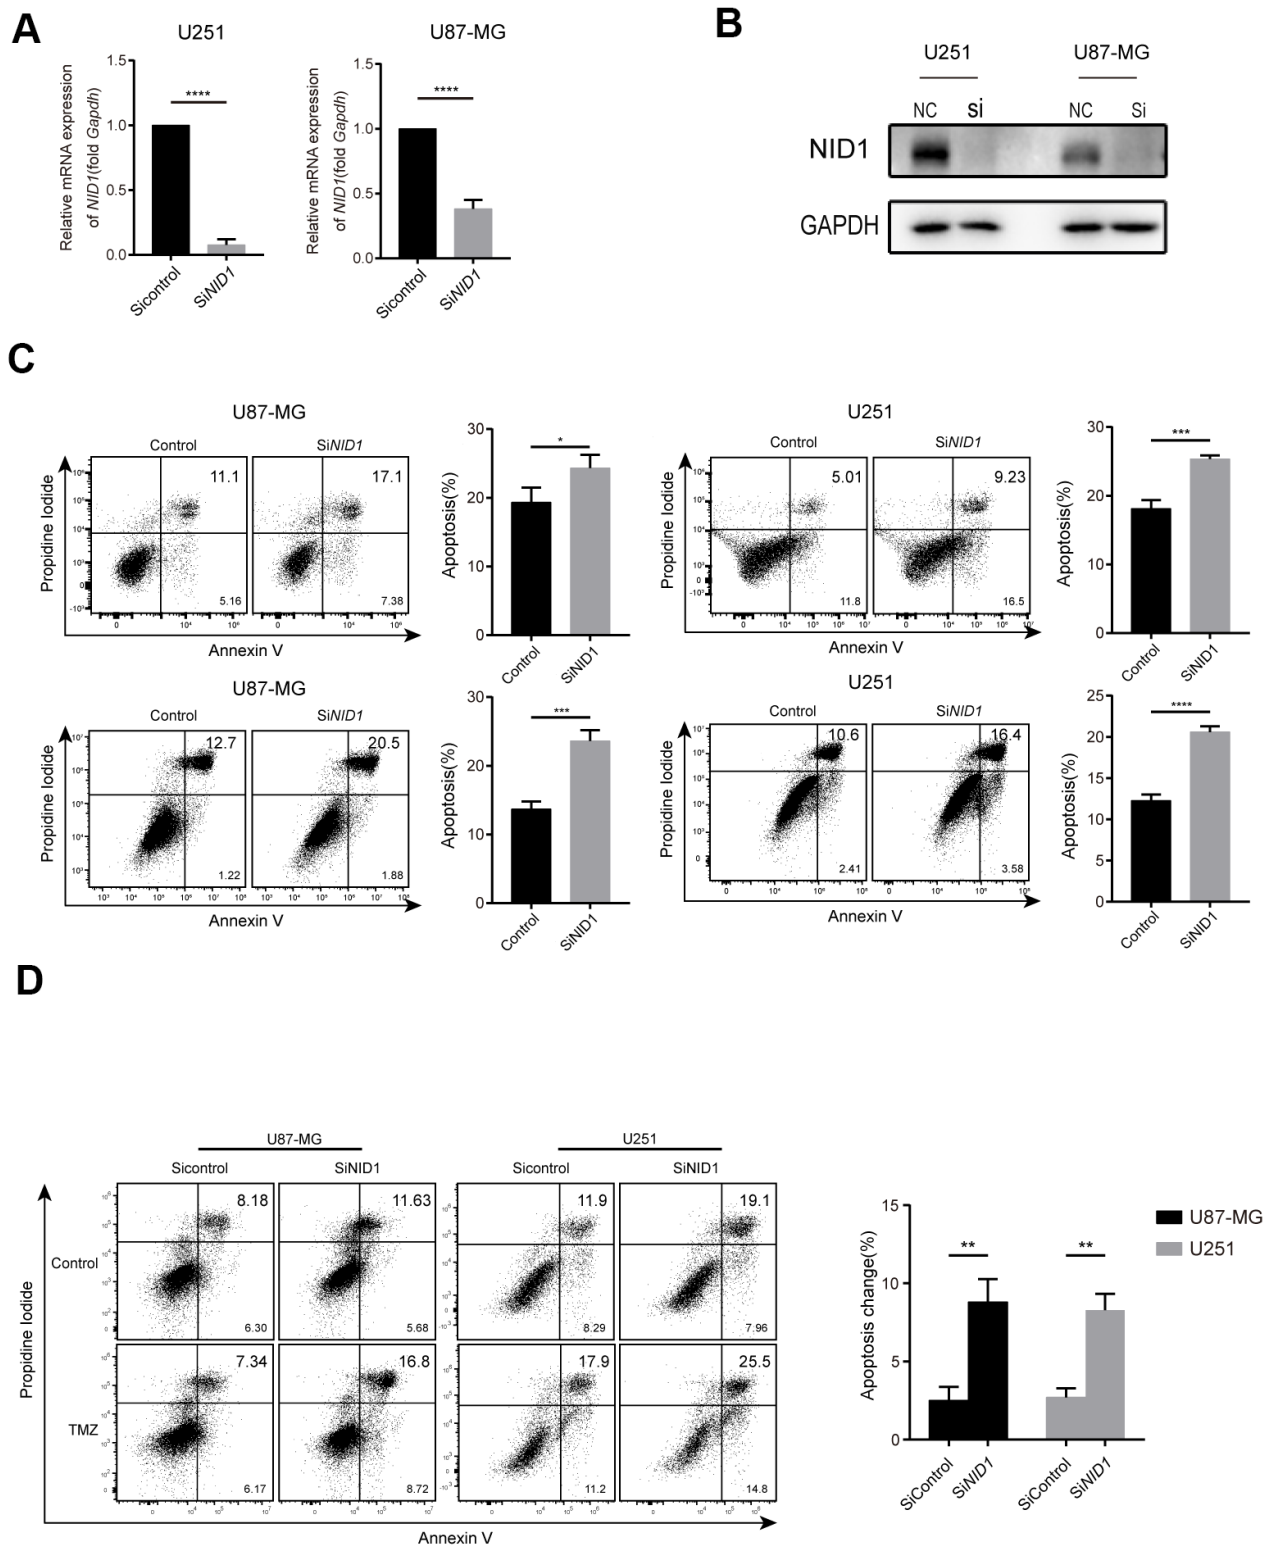 A
U251
Relative mRNA expression
of NID1(fold Gapdh)
1.5
1.0
0.5
0.0
****
Sicontrol
SiNID1
U87-MG
Relative mRNA expression
of NID1(fold Gapdh)
1.5
1.0
0.5
0.0
****
Sicontrol
SiNID1
B
U251 U87-MG
NC si NC Si
NID1
GAPDH
C
U87-MG
Control SiNID1
Propidine Iodide
11.1 17.1
5.16 7.38
Annexin V
Apoptosis(%)
30
20
10
0
*
Control
SiNID1
U251
Control SiNID1
Propidine Iodide
5.01 9.23
11.8 16.5
Annexin V
Apoptosis(%)
30
20
10
0
***
Control
SiNID1
U87-MG
Control SiNID1
Propidine Iodide
12.7 20.5
1.22 1.88
Annexin V
Apoptosis(%)
30
20
10
0
***
Control
SiNID1
U251
Control SiNID1
Propidine Iodide
10.6 16.4
2.41 3.58
Annexin V
Apoptosis(%)
25
20
15
10
5
0
****
Control
SiNID1
D
U87-MG U251
Sicontrol SiNID1 Sicontrol SiNID1
Propidine Iodide
Control
8.18 11.63 11.9 19.1
6.30 5.68 8.29 7.96
TMZ
7.34 16.8 17.9 25.5
6.17 8.72 11.2 14.8
Annexin V
Apoptosis change(%)
15
10
5
0
** **
SiControl
SiNID1
SiControl
SiNID1
U87-MG
U251